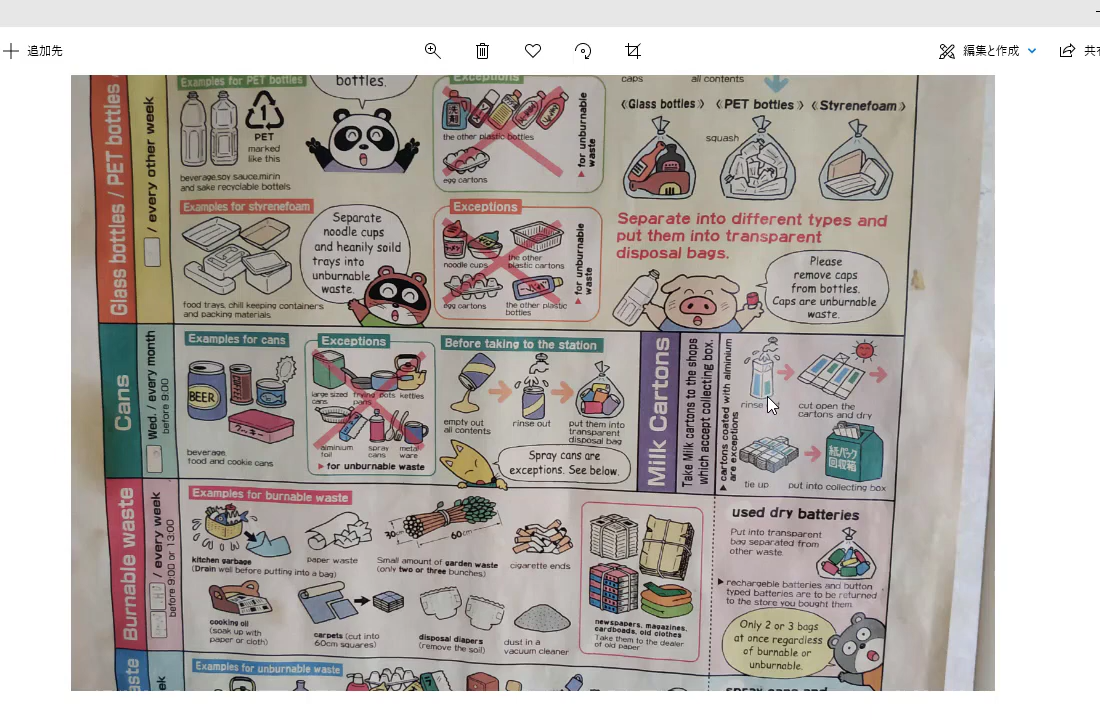 追加先
編集と作成
Glass bottles / PET bottles
/ every other week
Examples for PET bottles
PET
marked
like this
beverage,soy sauce,mirin
and sake recyclable bottels
bottles.
Exceptions
洗剤
the other plastic bottles
egg cartons
▶ for unburnable
waste
caps
all contents
《Glass bottles》
《PET bottles》
《Styrenefoam》
squash
Examples for styrenefoam
food trays, chill keeping containers
and packing materials
Separate
noodle cups
and heanily soild
trays into
unburnable
waste.
Exceptions
noodle cups
the other
plastic cartons
egg cartons
the other plastic
bottles
▶ for unburnable
waste
Separate into different types and
put them into transparent
disposal bags.
Please
remove caps
from bottles.
Caps are unburnable
waste.
Cans
Wed. / every month
before 9:00
Examples for cans
BEER
クッキー
beverage,
food and cookie cans
Exceptions
large sized
cans
frying
pans
pots
kettles
alminium
foil
spray
cans
metal
ware
▶ for unburnable waste
Before taking to the station
empty out
all contents
rinse out
put them into
transparent
disposal bag
Spray cans are
exceptions. See below.
Milk Cartons
Take Milk cartons to the shops
which accept collecting box.
▶ cartons coated with alminium
are exceptions
rinse
cut open the
cartons and dry
tie up
紙パック
回収箱
put into collecting box
Burnable waste
/ every week
before 9:00 or 13:00
Examples for burnable waste
kitchen garbage
(Drain well before putting into a bag)
paper waste
30cm
60cm
Small amount of garden waste
(only two or three bunches)
cigarette ends
cooking oil
(soak up with
paper or cloth)
carpets (cut into
60cm squares)
disposal diapers
(remove the soil)
dust in a
vacuum cleaner
newspapers, magazines,
cardboads, old clothes
Take them to the dealer
of old paper.
used dry batteries
Put into transparent
bag separated from
other waste.
▶ rechargeble batteries and button
typed batteries are to be returned
to the store you bought them.
Only 2 or 3 bags
at once regardless
of burnable or
unburnable.
Examples for unburnable waste